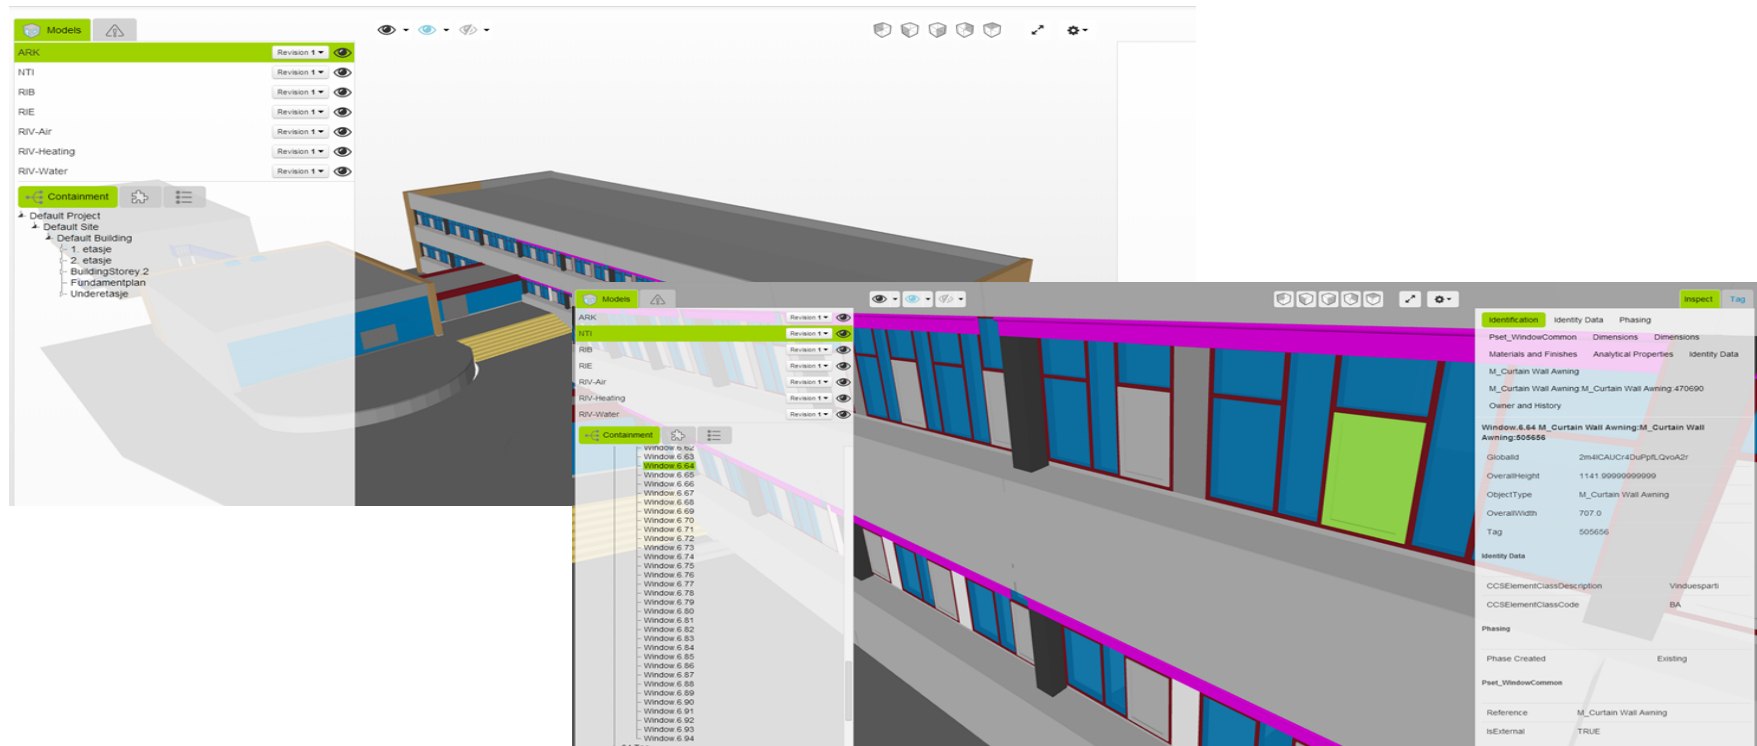 Models
ARK Revision 1
NTI Revision 1
RIB Revision 1
RIE Revision 1
RIV-Air Revision 1
RIV-Heating Revision 1
RIV-Water Revision 1
Containment
Default Project
Default Site
Default Building
1. etasje
2. etasje
BuildingStorey.2
Fundamentplan
Underetasje
Models
ARK Revision 1
NTI Revision 1
RIB Revision 1
RIE Revision 1
RIV-Air Revision 1
RIV-Heating Revision 1
RIV-Water Revision 1
Containment
Window.6.62
Window.6.63
Window.6.64
Window.6.65
Window.6.66
Window.6.67
Window.6.68
Window.6.69
Window.6.70
Window.6.71
Window.6.72
Window.6.73
Window.6.74
Window.6.75
Window.6.76
Window.6.77
Window.6.78
Window.6.79
Window.6.80
Window.6.81
Window.6.82
Window.6.83
Window.6.84
Window.6.85
Window.6.86
Window.6.87
Window.6.88
Window.6.89
Window.6.90
Window.6.91
Window.6.92
Window.6.93
Window.6.94
Inspect Tag
Identification Identity Data Phasing
Pset_WindowCommon Dimensions Dimensions
Materials and Finishes Analytical Properties Identity Data
M_Curtain Wall Awning
M_Curtain Wall Awning:M_Curtain Wall Awning:470690
Owner and History
Window.6.64 M_Curtain Wall Awning:M_Curtain Wall
Awning:505656
GlobalId 2m4ICAUCr4DuPpfLQvoA2r
OverallHeight 1141.99999999999
ObjectType M_Curtain Wall Awning
OverallWidth 707.0
Tag 505656
Identity Data
CCSElementClassDescription Vinduesparti
CCSElementClassCode BA
Phasing
Phase Created Existing
Pset_WindowCommon
Reference M_Curtain Wall Awning
IsExternal TRUE